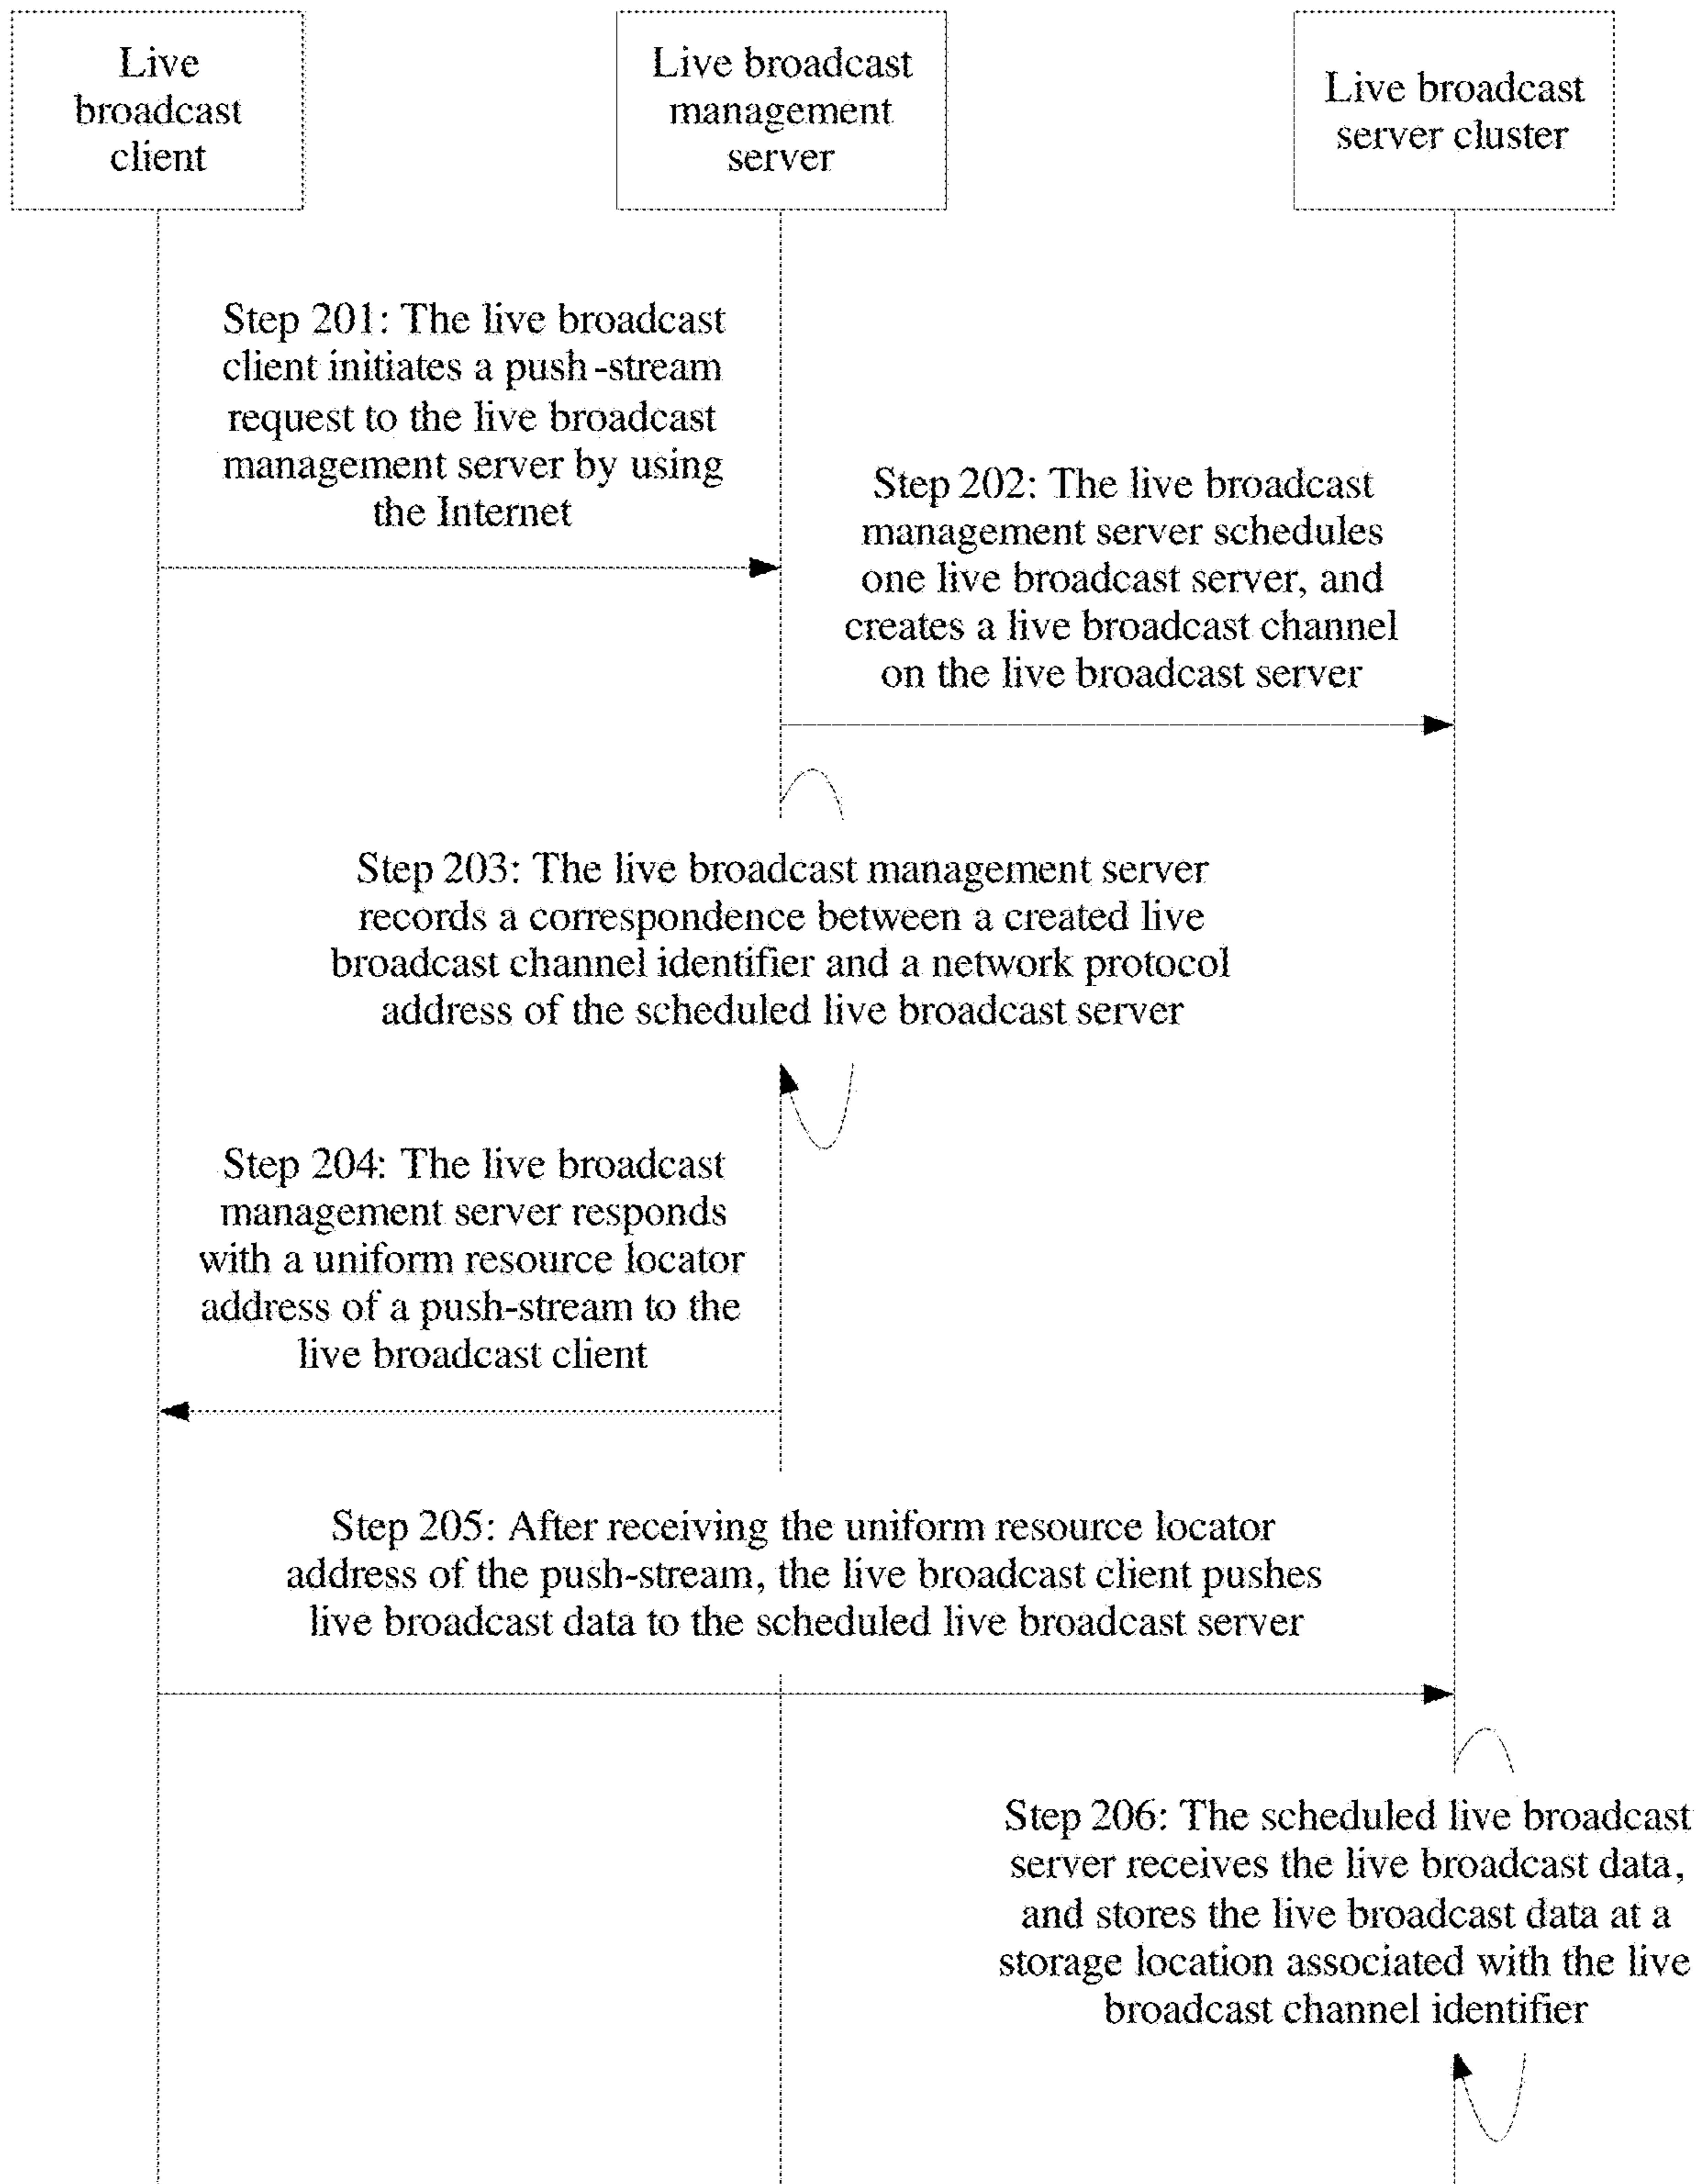 Live
broadcast
client
Live broadcast
management
server
Live broadcast
server cluster
Step 201: The live broadcast
client initiates a push-stream
request to the live broadcast
management server by using
the Internet
Step 202: The live broadcast
management server schedules
one live broadcast server, and
creates a live broadcast channel
on the live broadcast server
Step 203: The live broadcast management server
records a correspondence between a created live
broadcast channel identifier and a network protocol
address of the scheduled live broadcast server
Step 204: The live broadcast
management server responds
with a uniform resource locator
address of a push-stream to the
live broadcast client
Step 205: After receiving the uniform resource locator
address of the push-stream, the live broadcast client pushes
live broadcast data to the scheduled live broadcast server
Step 206: The scheduled live broadcast
server receives the live broadcast data,
and stores the live broadcast data at a
storage location associated with the live
broadcast channel identifier